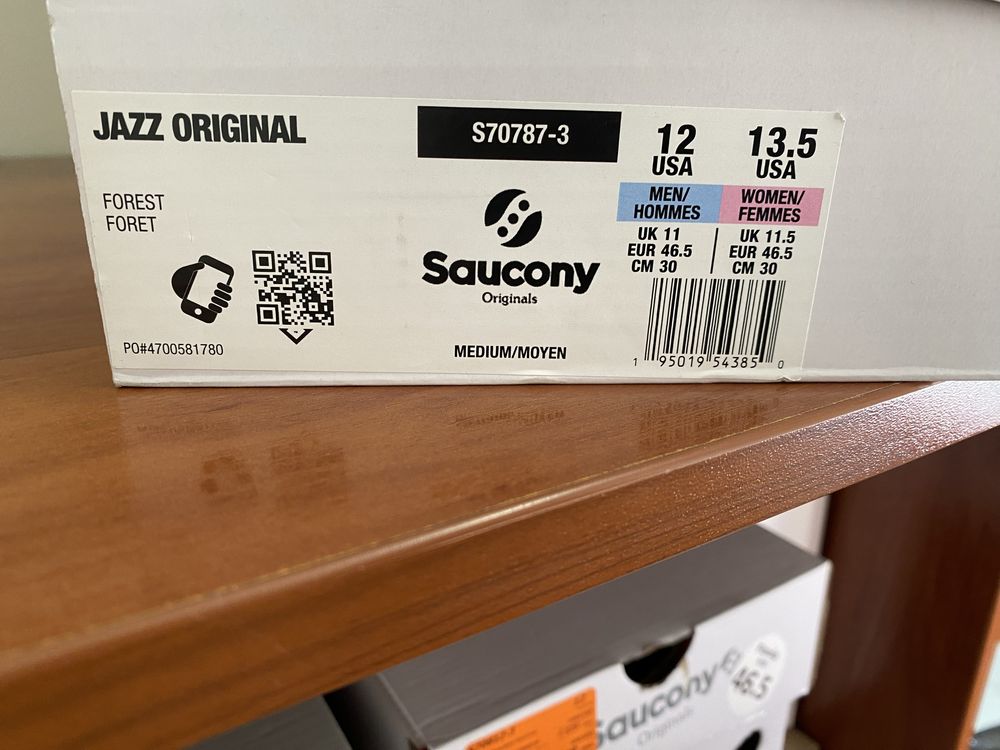 JAZZ ORIGINAL
S70787-3
12
USA
13.5
USA
FOREST
FORET
MEN/
HOMMES
WOMEN/
FEMMES
UK 11
EUR 46.5
CM 30
UK 11.5
EUR 46.5
CM 30
Saucony
Originals
PO#4700581780
MEDIUM/MOYEN
1 95019 54385 0
Saucony
Originals
46.5